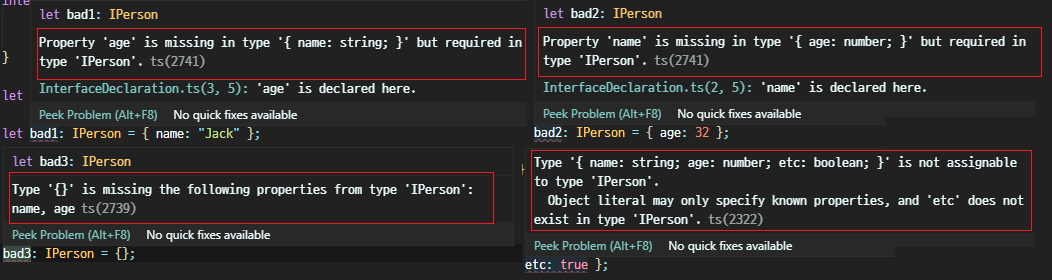 inte
let bad1: IPerson
Property 'age' is missing in type '{ name: string; }' but required in
type 'IPerson'. ts(2741)
}
InterfaceDeclaration.ts(3, 5): 'age' is declared here.
let
Peek Problem (Alt+F8) No quick fixes available
let bad1: IPerson = { name: "Jack" };
let bad2: IPerson
Property 'name' is missing in type '{ age: number; }' but required in
type 'IPerson'. ts(2741)
InterfaceDeclaration.ts(2, 5): 'name' is declared here.
Peek Problem (Alt+F8) No quick fixes available
bad2: IPerson = { age: 32 };
let bad3: IPerson
Type '{}' is missing the following properties from type 'IPerson':
name, age ts(2739)
Peek Problem (Alt+F8) No quick fixes available
bad3: IPerson = {};
}
Type '{ name: string; age: number; etc: boolean; }' is not assignable
to type 'IPerson'.
Object literal may only specify known properties, and 'etc' does not
exist in type 'IPerson'. ts(2322)
Peek Problem (Alt+F8) No quick fixes available
etc: true };